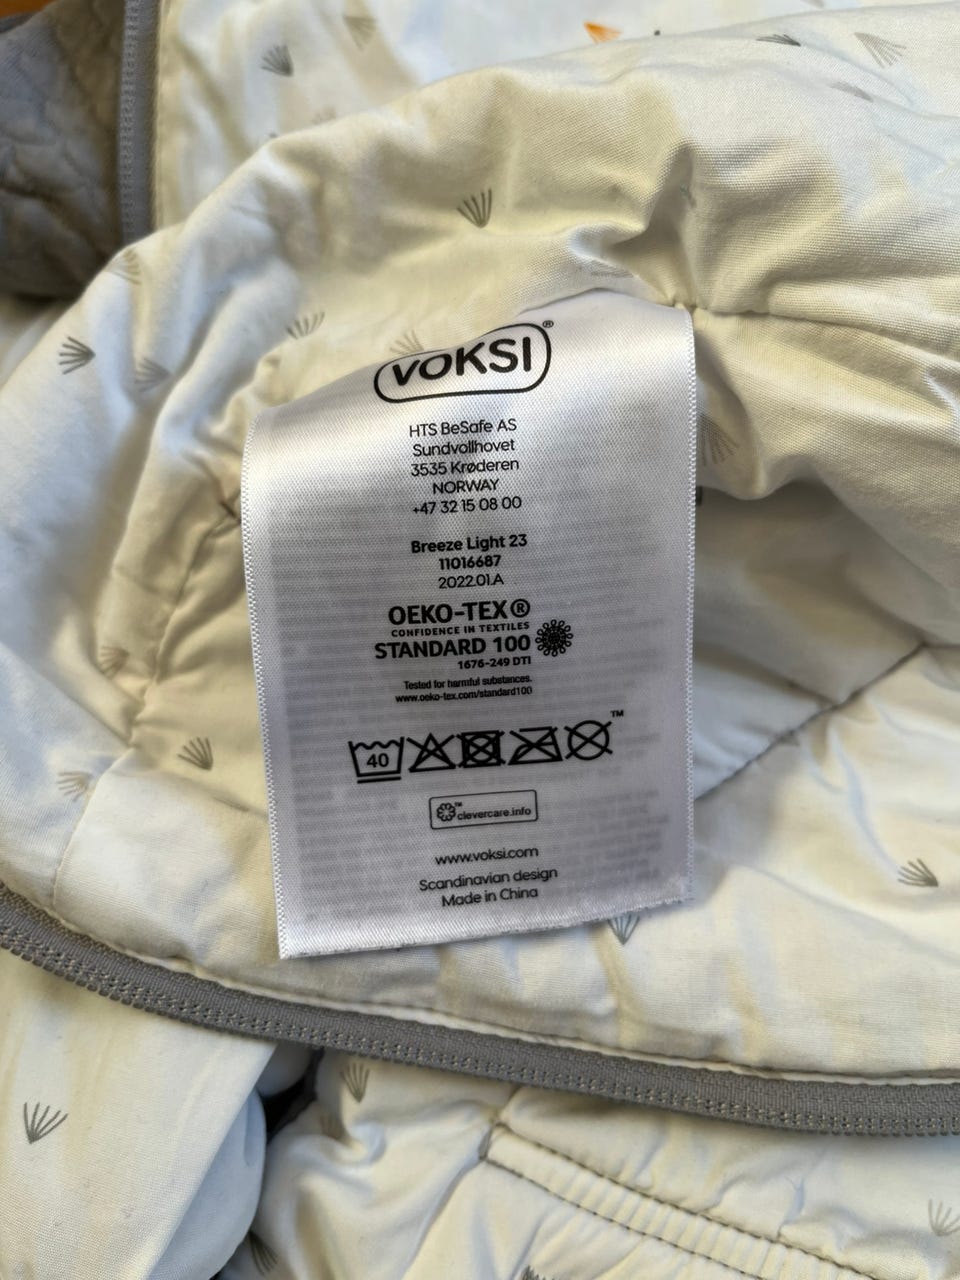 VOKSI®
HTS BeSafe AS
Sundvollhovet
3535 Krøderen
NORWAY
+47 32 15 08 00
Breeze Light 23
11016687
2022.01.A
OEKO-TEX®
CONFIDENCE IN TEXTILES
STANDARD 100
1676-249 DTI
Tested for harmful substances.
www.oeko-tex.com/standard100
40
™
™clevercare.info
www.voksi.com
Scandinavian design
Made in China